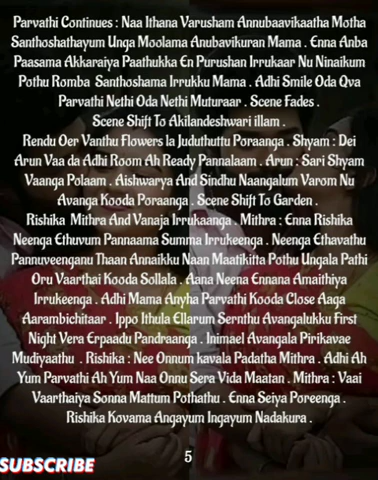 Parvathi Continues : Naa Ithana Varusham Annubaavikaatha Motha
Santhoshathayum Unga Moolama Anubavikuran Mama . Enna Anba
Paasama Akkaraiya Paathukka En Purushan Irrukaar Nu Ninaikum
Pothu Romba Santhoshama Irrukku Mama . Adhi Smile Oda Ova
Parvathi Nethi Oda Nethi Muturaar . Scene Fades .
Scene Shift To Akilandeshwari illam .
Rendu Oer Vanthu Flowers la Juduthuttu Poraanga . Shyam : Dei
Arun Vaa da Adhi Room Ah Ready Pannalaam . Arun : Sari Shyam
Vaanga Polaam . Aishwarya And Sindhu Naangalum Varom Nu
Avanga Kooda Poraanga . Scene Shift To Garden .
Rishika Mithra And Vanaja Irrukaanga . Mithra : Enna Rishika
Neenga Ethuvum Pannaama Summa Irrukeenga . Neenga Ethavathu
Pannuveenganu Thaan Annaikku Naan Maatikitta Pothu Ungala Pathi
Oru Vaarthai Kooda Sollala . Aana Neena Ennana Amaithiya
Irrukeenga . Adhi Mama Anyha Parvathi Kooda Close Aaga
Aarambichitaar . Ippo Ithula Ellarum Sernthu Avangalukku First
Night Vera Erpaadu Pandraanga . Inimael Avangala Pirikavae
Mudiyaathu . Rishika : Nee Onnum kavala Padatha Mithra . Adhi Ah
Yum Parvathi Ah Yum Naa Onnu Sera Vida Maatan . Mithra : Vaai
Vaarthaiya Sonna Mattum Pothathu . Enna Seiya Poreenga .
Rishika Kovama Angayum Ingayum Nadakura .
SUBSCRIBE
5